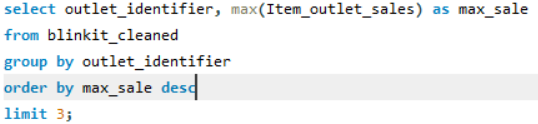 select outlet_identifier, max(Item_outlet_sales) as max_sale
from blinkit_cleaned
group by outlet_identifier
order by max_sale desc
limit 3;